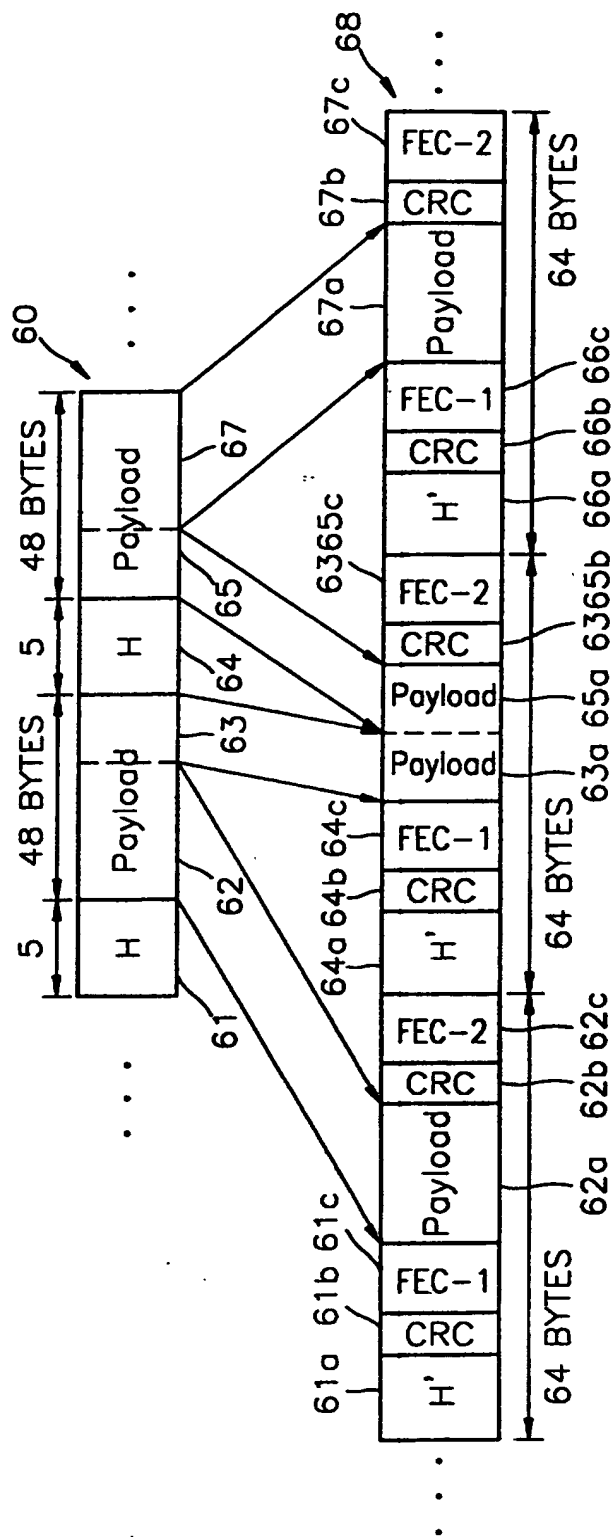 60
5
48 BYTES
5
48 BYTES
H
Payload
H
Payload
61
62
63
64
65
67
68
61a
61b
61c
64a
64b
64c
6365c
67a
67b
67c
H'
CRC
FEC-1
Payload
CRC
FEC-2
H'
CRC
FEC-1
Payload
Payload
CRC
FEC-2
H'
CRC
FEC-1
Payload
CRC
FEC-2
62a
62b
62c
63a
65a
6365b
66a
66b
66c
64 BYTES
64 BYTES
64 BYTES